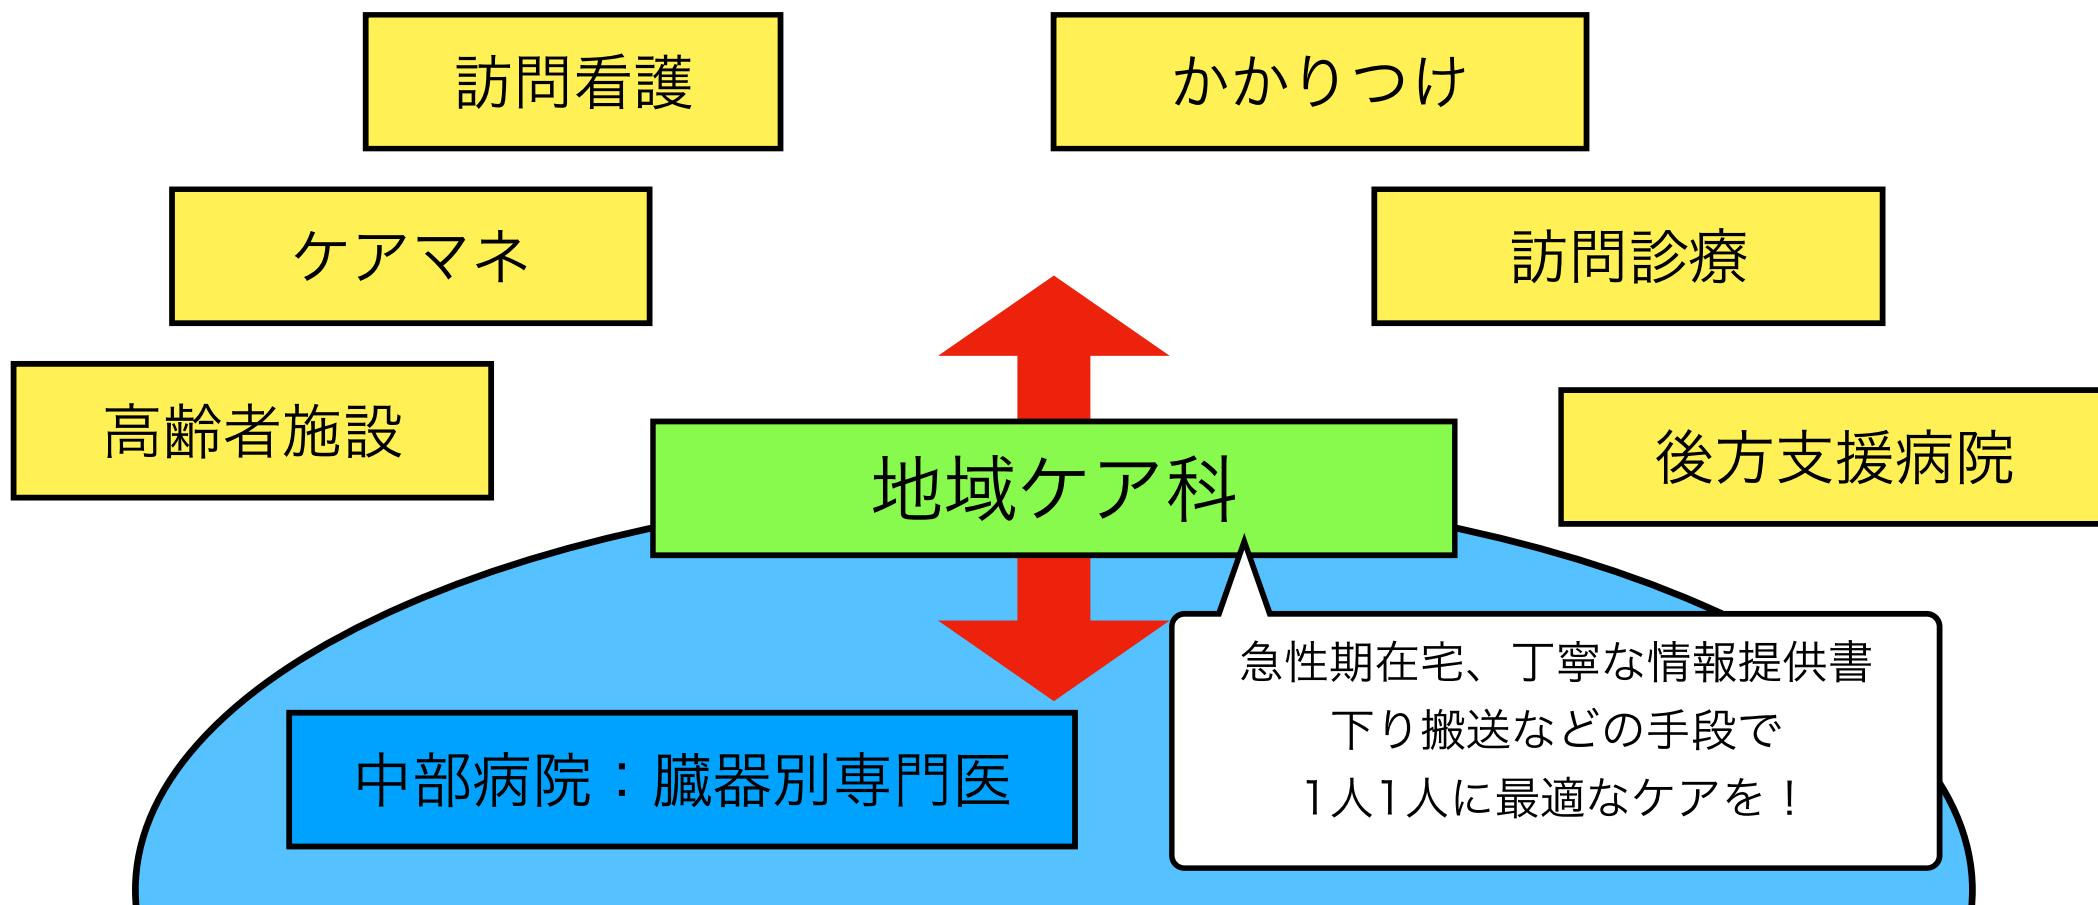 訪問看護
かかりつけ
ケアマネ
訪問診療
高齢者施設
後方支援病院
地域ケア科
急性期在宅、丁寧な情報提供書
下り搬送などの手段で
1人1人に最適なケアを！
中部病院：臓器別専門医